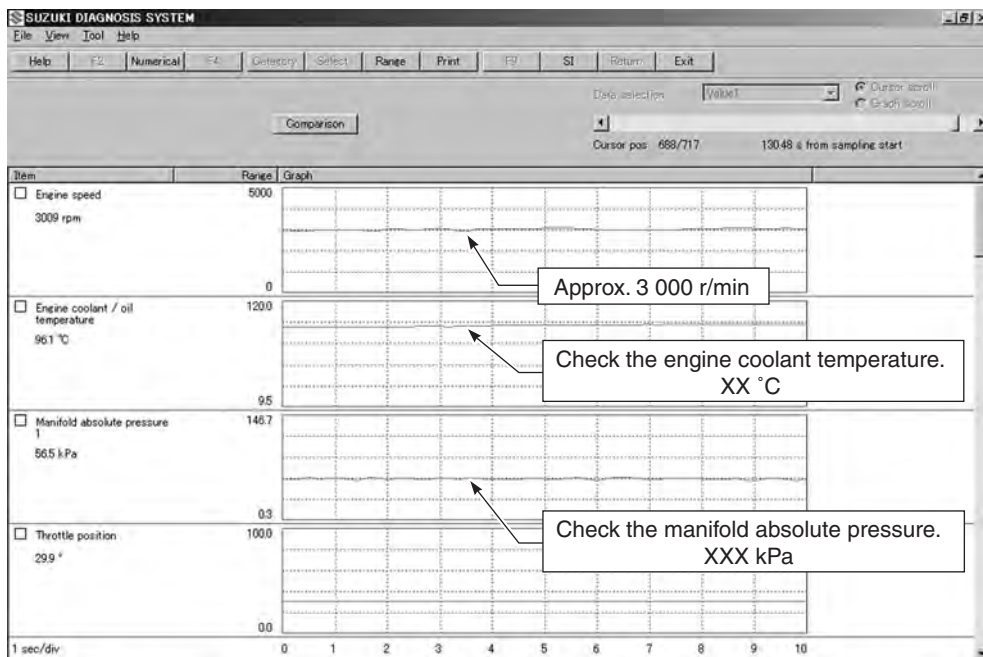 SUZUKI DIAGNOSIS SYSTEM
File View Tool Help
Help F2 Numerical F4 Category Select Range Print F9 SI Return Exit
Data selection Value1 Cursor scroll
Graph scroll
Comparison
Cursor pos 688/717 13048 s from sampling start
Item Range Graph
Engine speed 5000
3009 rpm
0
Approx. 3 000 r/min
Engine coolant / oil 120.0
temperature
96.1 °C
Check the engine coolant temperature.
XX ˚C
9.5
Manifold absolute pressure 146.7
1
56.5 kPa
0.3
Check the manifold absolute pressure.
XXX kPa
Throttle position 100.0
29.9 °
0.0
1 sec/div 0 1 2 3 4 5 6 7 8 9 10